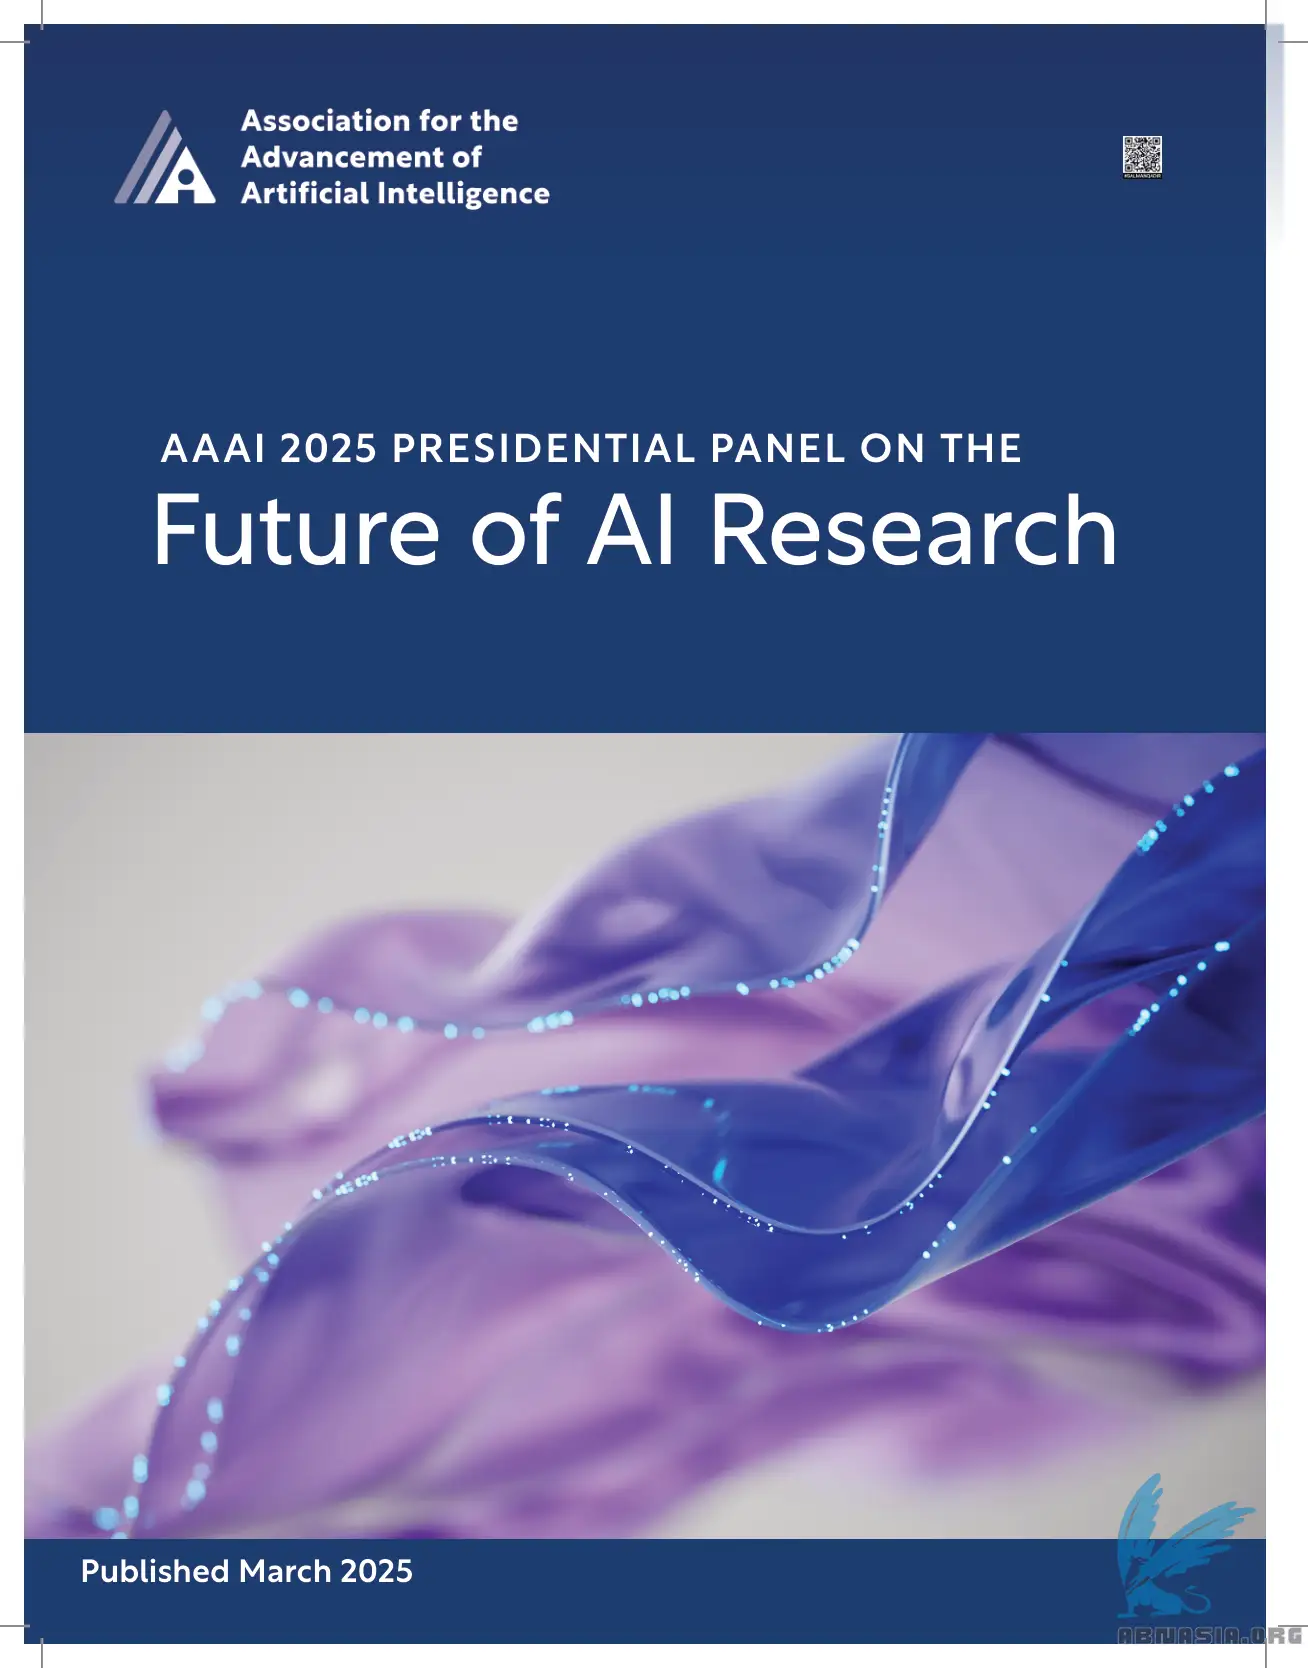 Association for the
Advancement of
Artificial Intelligence
AAAI 2025 PRESIDENTIAL PANEL ON THE
Future of AI Research
Published March 2025
ABNASIA.ORG